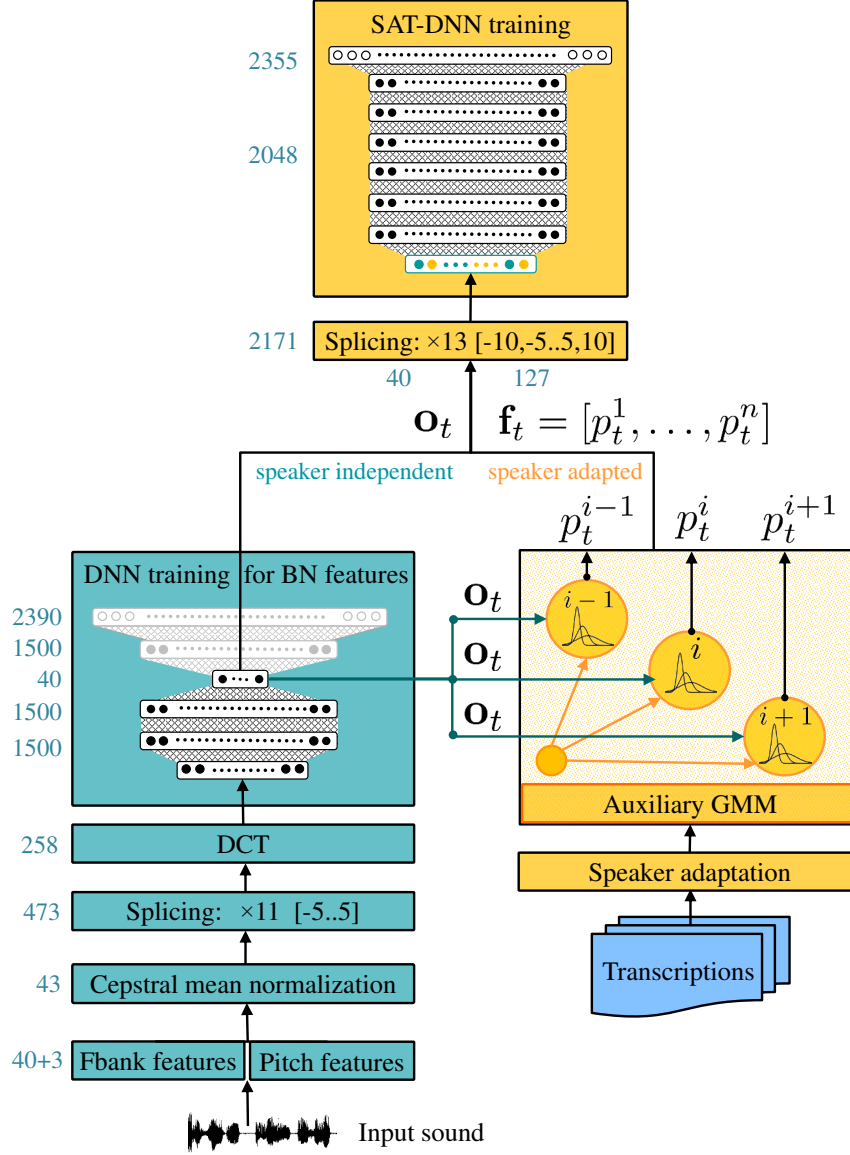 SAT-DNN training
2355
2048
2171
Splicing: ×13 [-10,-5..5,10]
40 127
𝐨_t 𝐟_t = [p_t^1, . . . , p_t^n]
speaker independent speaker adapted
p_t^{i−1} p_t^i p_t^{i+1}
DNN training for BN features
2390
1500
40
1500
1500
𝐨_t
𝐨_t
𝐨_t
i − 1
i
i + 1
Auxiliary GMM
258
DCT
Speaker adaptation
473
Splicing: ×11 [-5..5]
Transcriptions
43
Cepstral mean normalization
40+3
Fbank features Pitch features
Input sound